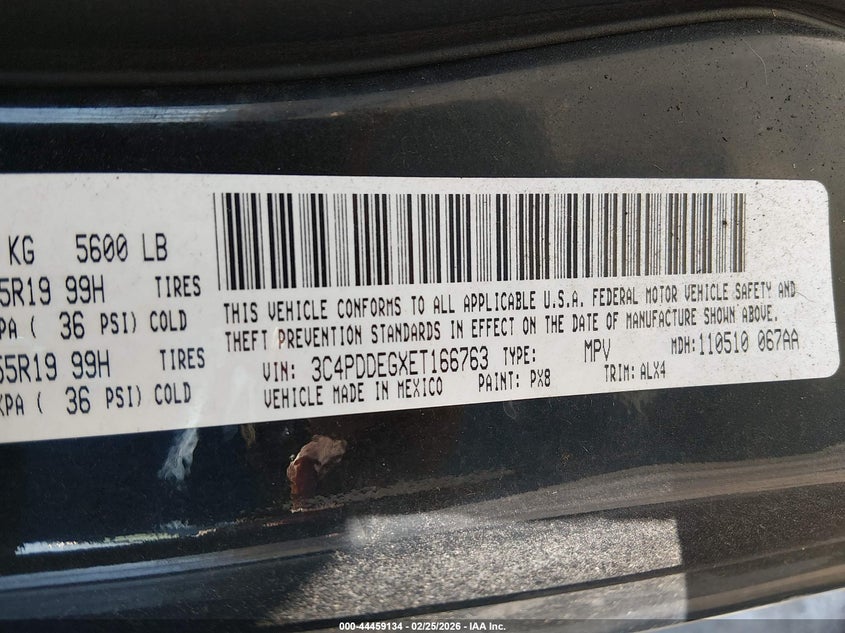 KG 5600 LB
5R19 99H TIRES
PA ( 36 PSI) COLD
55R19 99H TIRES
KPA ( 36 PSI) COLD
THIS VEHICLE CONFORMS TO ALL APPLICABLE U.S.A. FEDERAL MOTOR VEHICLE SAFETY AND
THEFT PREVENTION STANDARDS IN EFFECT ON THE DATE OF MANUFACTURE SHOWN ABOVE.
VIN: 3C4PDDEGXET166763 TYPE: MPV MDH: 110510 067AA
VEHICLE MADE IN MEXICO PAINT: PX8 TRIM: ALX4
000-44459134 - 02/25/2026 - IAA Inc.